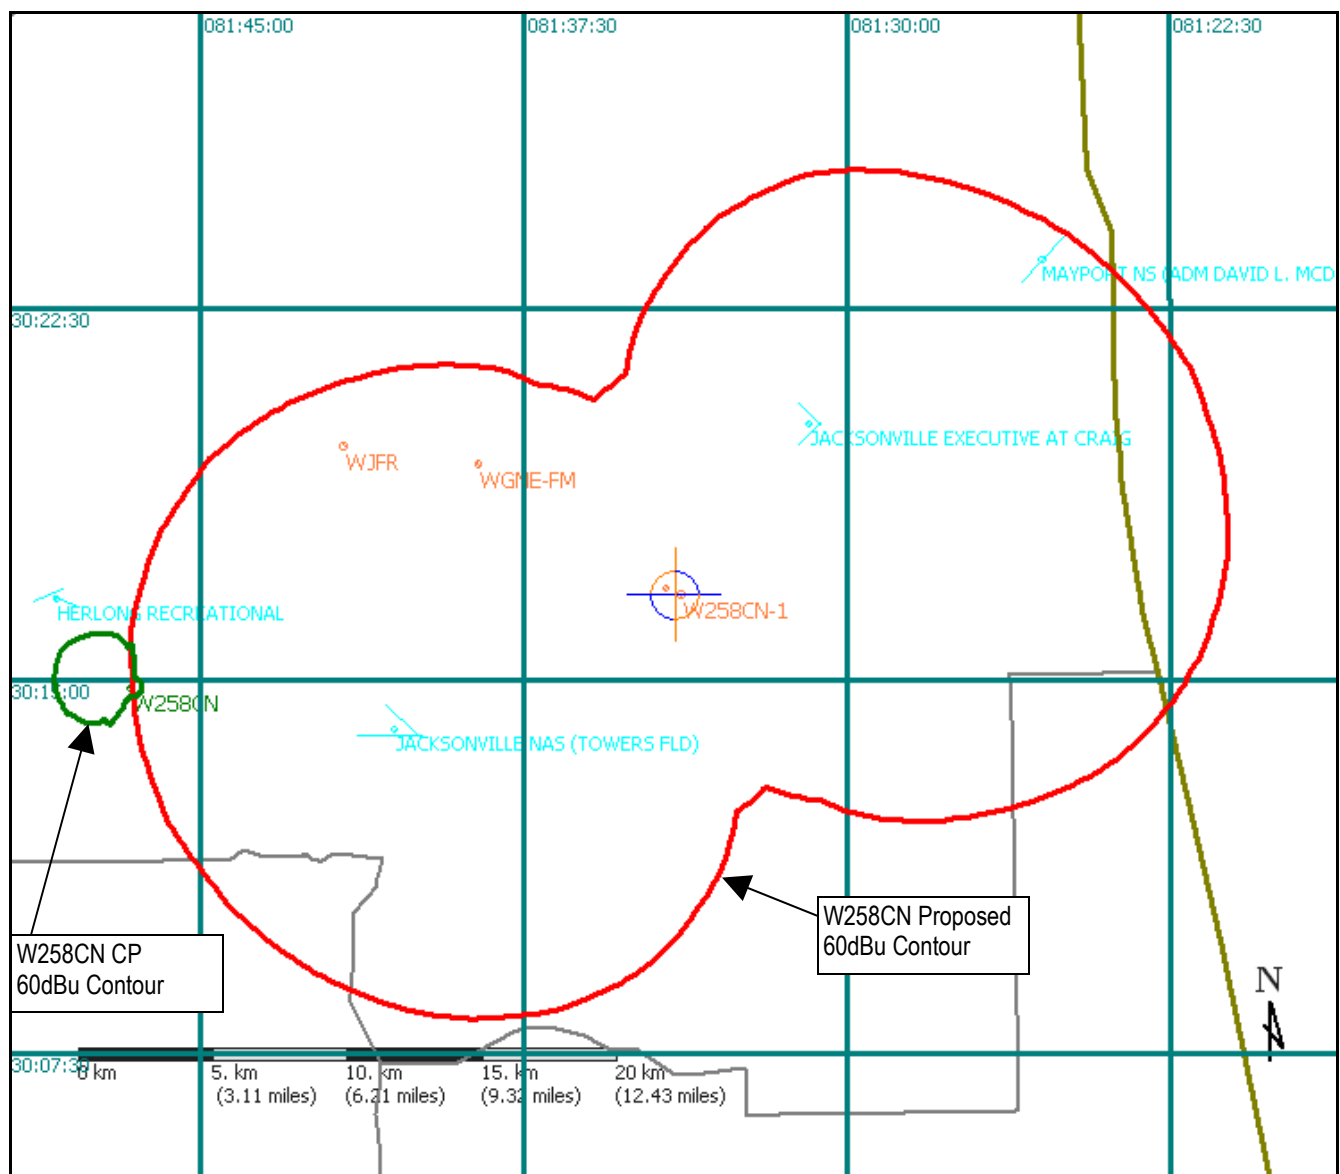 081:45:00
081:37:30
081:30:00
081:22:30
MAYPORT NS (ADM DAVID L. MCD
30:22:30
JACKSONVILLE EXECUTIVE AT CRAIG
WJFR
WGNE-FM
HERLONG RECREATIONAL
W258CN-1
30:15:00
W258CN
JACKSONVILLE NAS (TOWERS FLD)
W258CN Proposed
60dBu Contour
W258CN CP
60dBu Contour
N
30:07:30
0 km
5. km
10. km
15. km
20 km
(3.11 miles)
(6.21 miles)
(9.32 miles)
(12.43 miles)